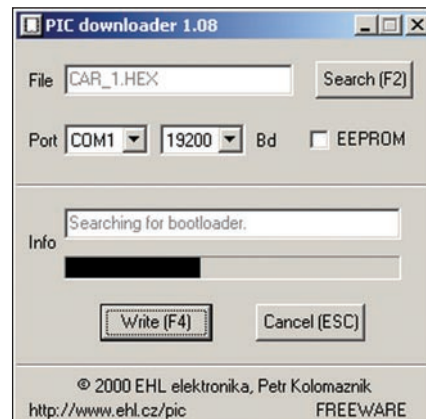 PIC downloader 1.08
File CAR_1.HEX Search (F2)
Port COM1 19200 Bd EEPROM
Searching for bootloader.
Info
Write (F4) Cancel (ESC)
© 2000 EHL elektronika, Petr Kolomaznik
http://www.ehl.cz/pic FREEWARE